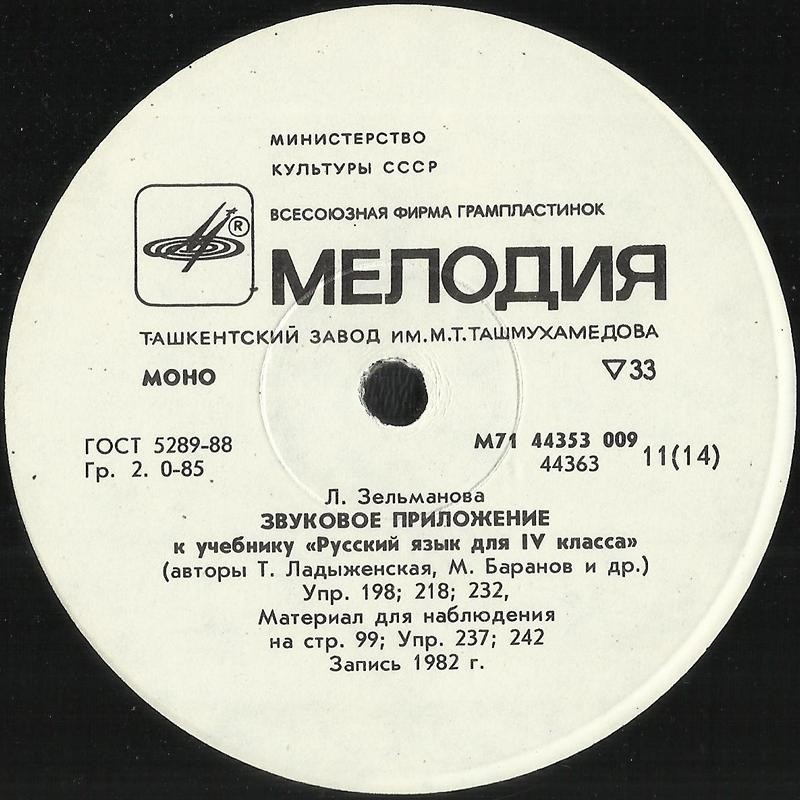 МИНИСТЕРСТВО
КУЛЬТУРЫ СССР
ВСЕСОЮЗНАЯ ФИРМА ГРАМПЛАСТИНОК
®
МЕЛОДИЯ
ТАШКЕНТСКИЙ ЗАВОД ИМ.М.Т.ТАШМУХАМЕДОВА
МОНО ▽33
ГОСТ 5289-88 М71 44353 009
Гр. 2. 0-85 44363 11(14)
Л. Зельманова
ЗВУКОВОЕ ПРИЛОЖЕНИЕ
к учебнику «Русский язык для IV класса»
(авторы Т. Ладыженская, М. Баранов и др.)
Упр. 198; 218; 232,
Материал для наблюдения
на стр. 99; Упр. 237; 242
Запись 1982 г.